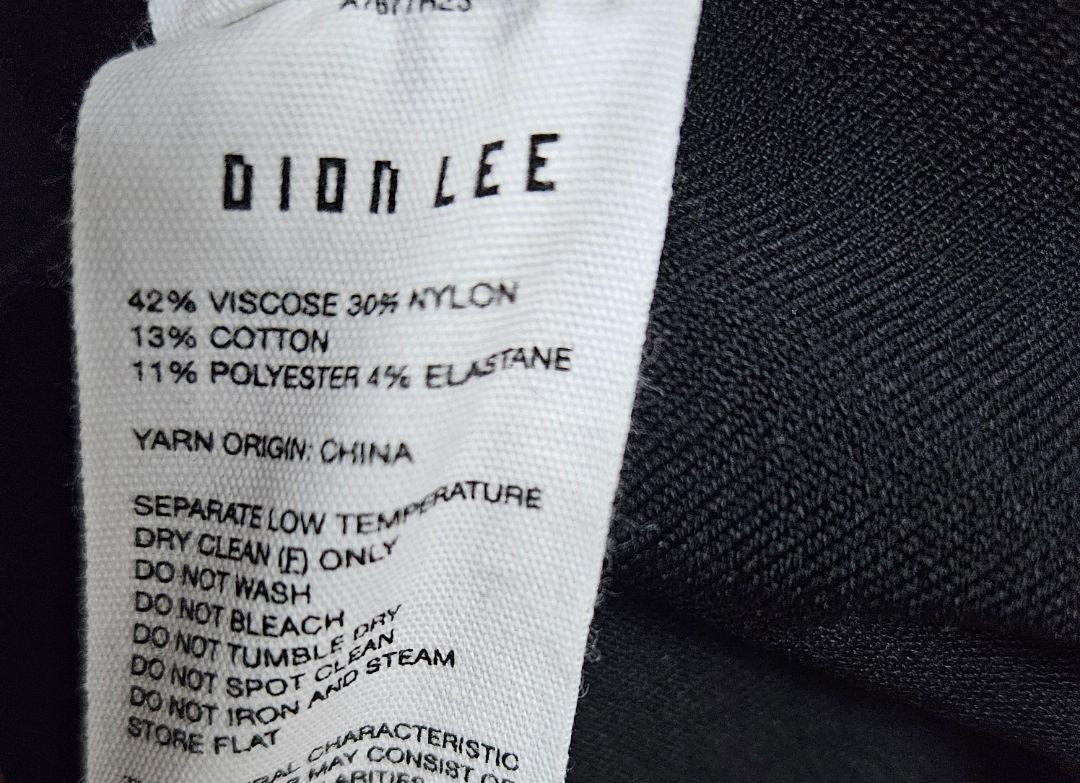 DION LEE
42% VISCOSE 30% NYLON
13% COTTON
11% POLYESTER 4% ELASTANE
YARN ORIGIN: CHINA
SEPARATE LOW TEMPERATURE
DRY CLEAN (F) ONLY
DO NOT WASH
DO NOT BLEACH
DO NOT TUMBLE DRY
DO NOT SPOT CLEAN
DO NOT IRON AND STEAM
STORE FLAT
CHARACTERISTIC
MAY CONSIST OF